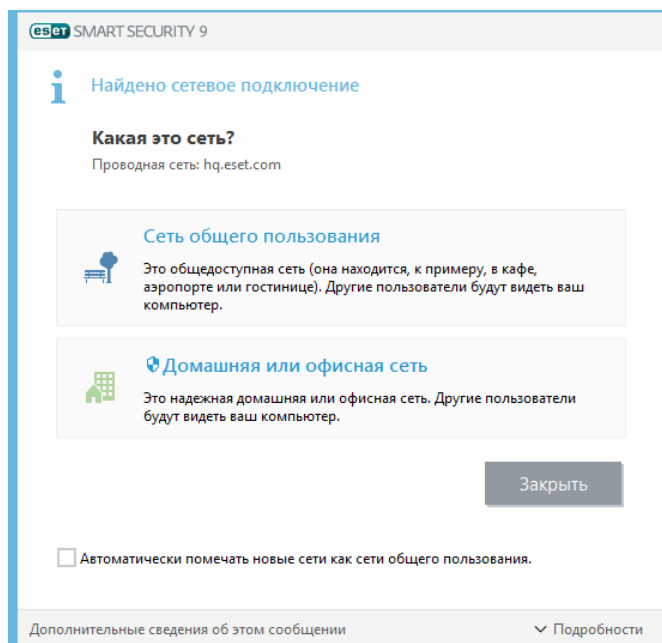 eset SMART SECURITY 9
Найдено сетевое подключение
Какая это сеть?
Проводная сеть: hq.eset.com
Сеть общего пользования
Это общедоступная сеть (она находится, к примеру, в кафе,
аэропорте или гостинице). Другие пользователи будут видеть ваш
компьютер.
Домашняя или офисная сеть
Это надежная домашняя или офисная сеть. Другие пользователи
будут видеть ваш компьютер.
Закрыть
Автоматически помечать новые сети как сети общего пользования.
Дополнительные сведения об этом сообщении
Подробности